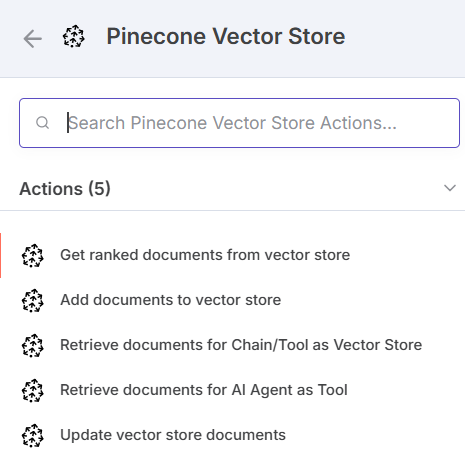 Pinecone Vector Store
Search Pinecone Vector Store Actions...
Actions (5)
Get ranked documents from vector store
Add documents to vector store
Retrieve documents for Chain/Tool as Vector Store
Retrieve documents for AI Agent as Tool
Update vector store documents